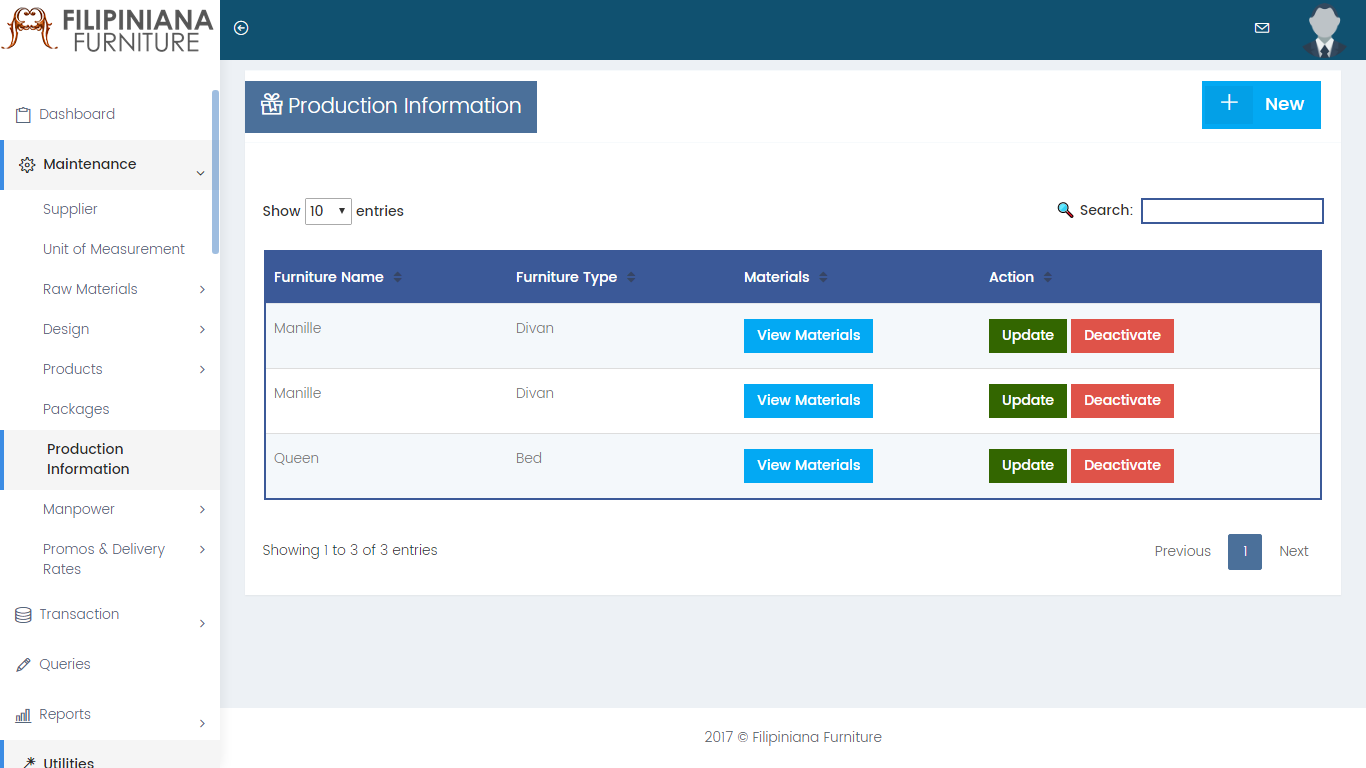 FILIPINIANA
FURNITURE
Dashboard
Maintenance
Supplier
Unit of Measurement
Raw Materials
Design
Products
Packages
Production
Information
Manpower
Promos & Delivery
Rates
Transaction
Queries
Reports
Utilities
Production Information
New
Show 10 entries
Search:
Furniture Name Furniture Type Materials Action
Manille Divan View Materials Update Deactivate
Manille Divan View Materials Update Deactivate
Queen Bed View Materials Update Deactivate
Showing 1 to 3 of 3 entries
Previous 1 Next
2017 © Filipiniana Furniture